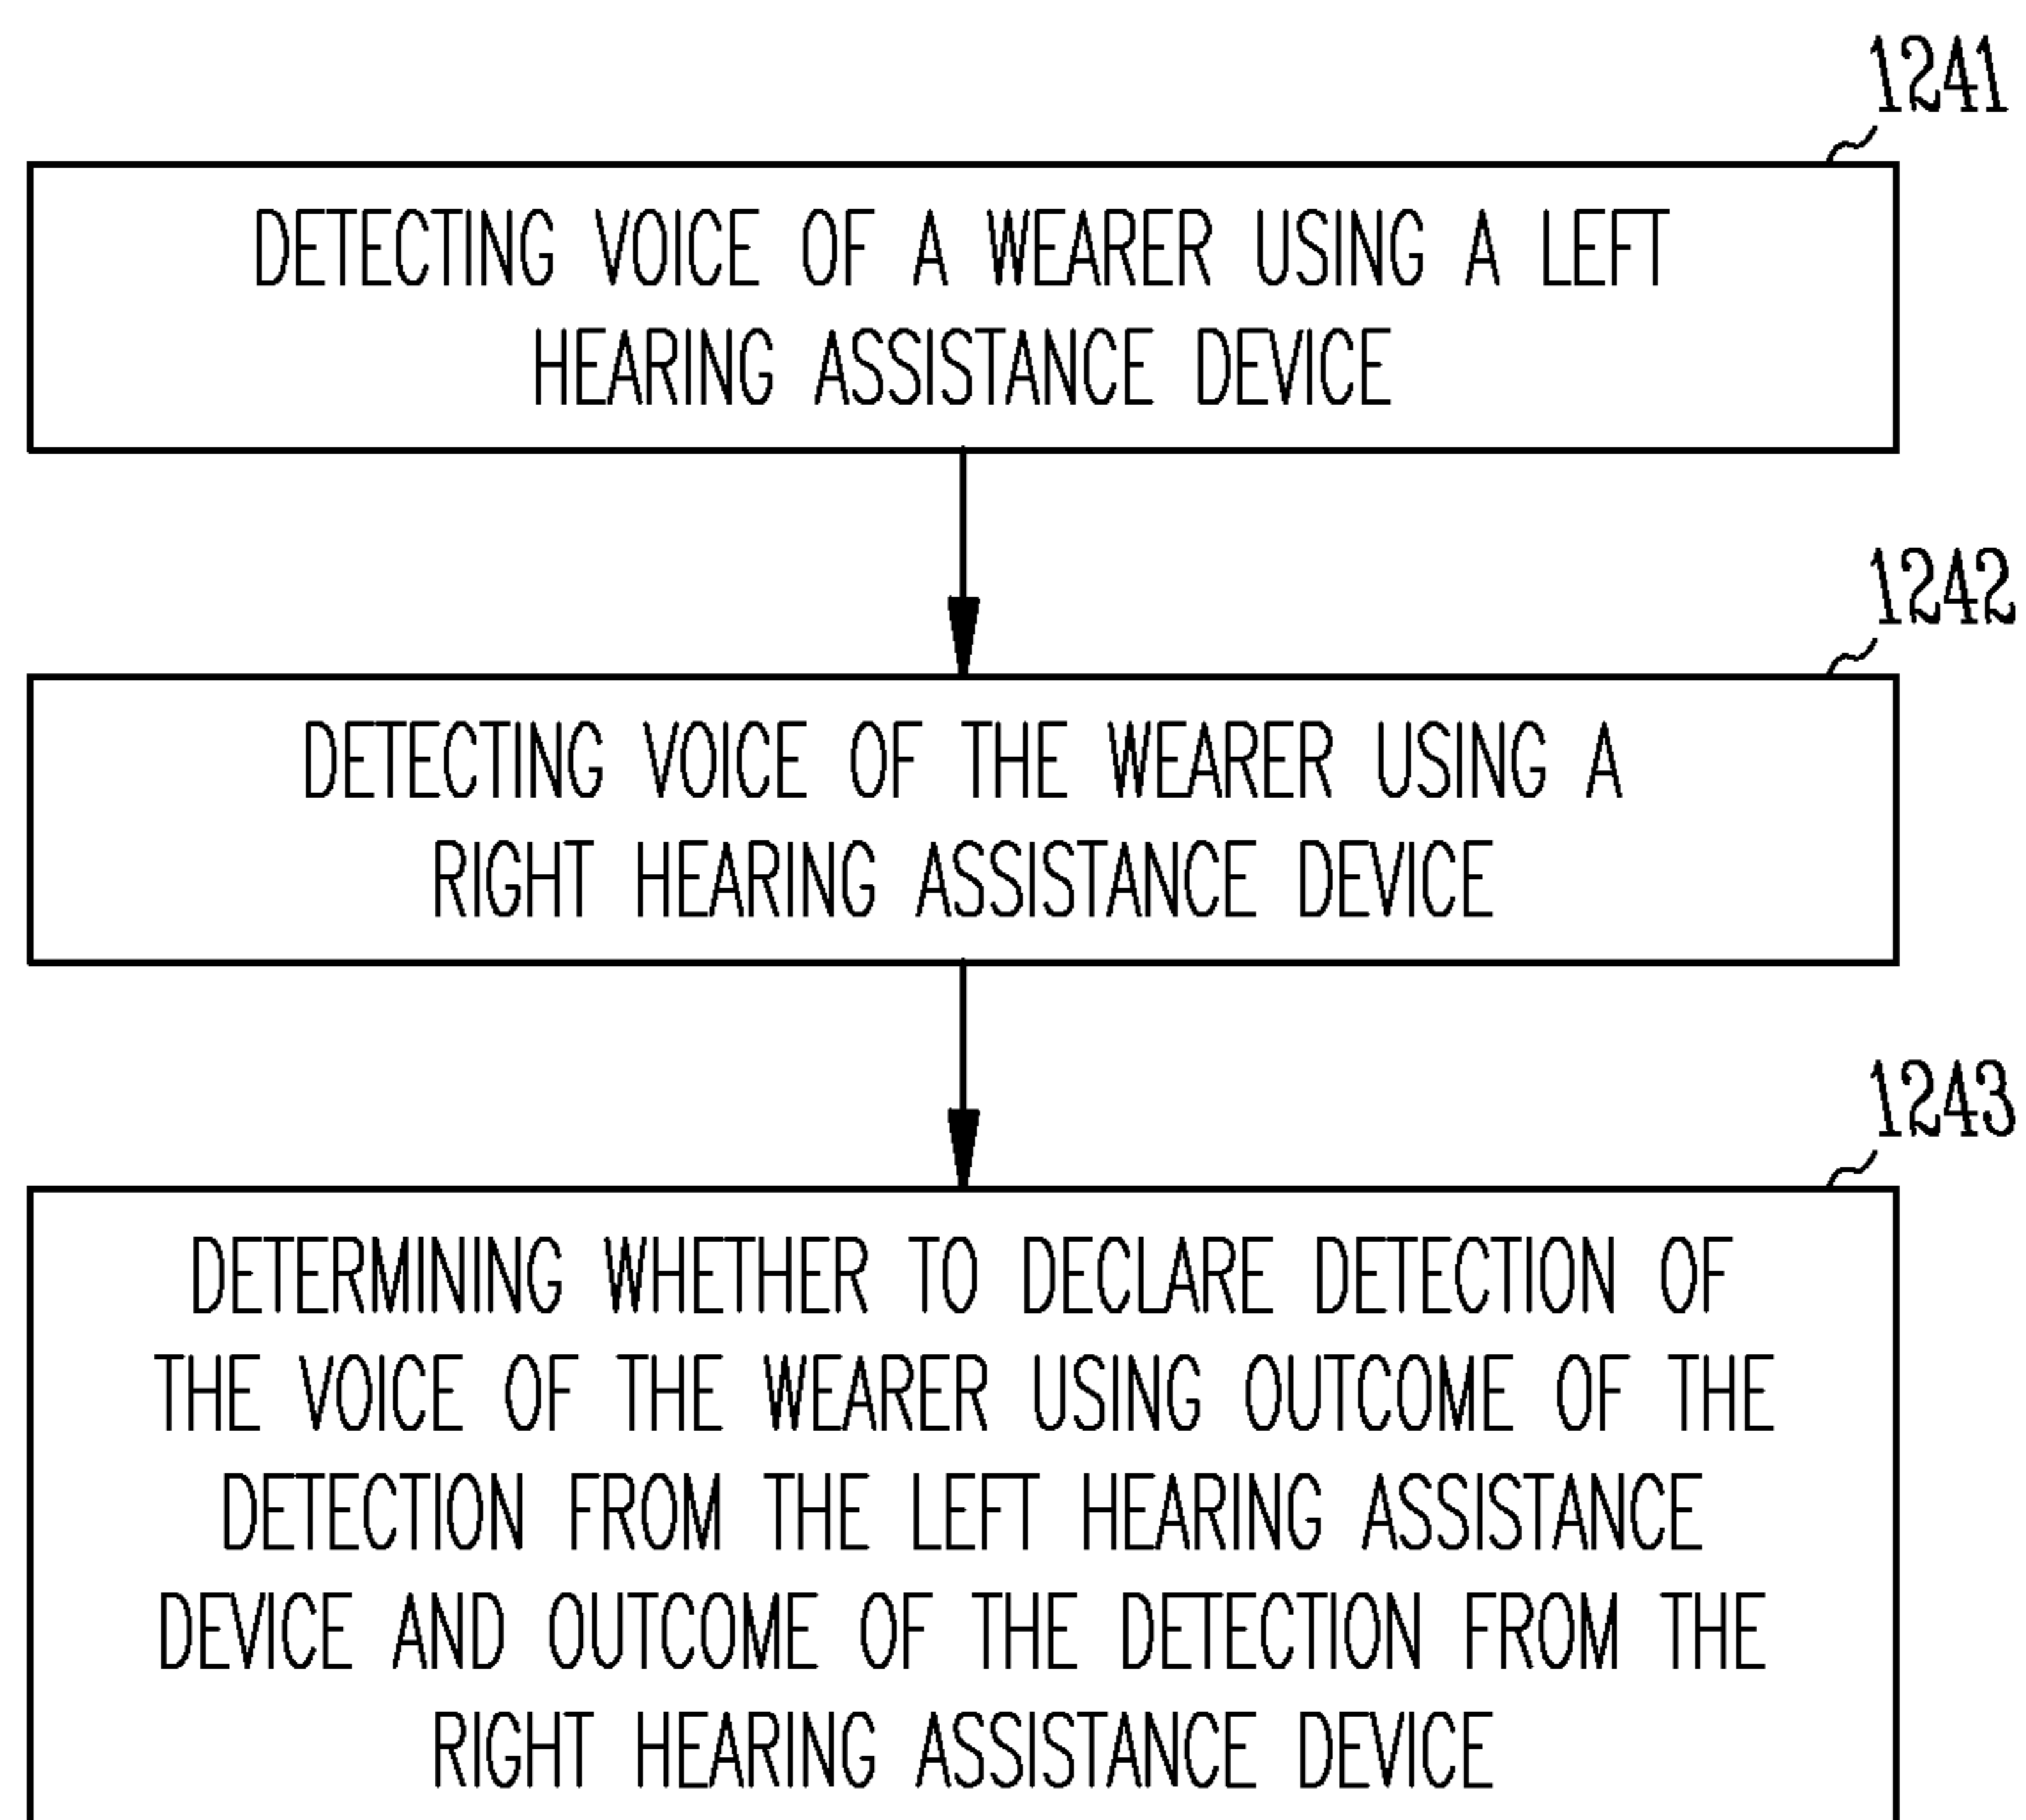 1241
DETECTING VOICE OF A WEARER USING A LEFT
HEARING ASSISTANCE DEVICE
1242
DETECTING VOICE OF THE WEARER USING A
RIGHT HEARING ASSISTANCE DEVICE
1243
DETERMINING WHETHER TO DECLARE DETECTION OF
THE VOICE OF THE WEARER USING OUTCOME OF THE
DETECTION FROM THE LEFT HEARING ASSISTANCE
DEVICE AND OUTCOME OF THE DETECTION FROM THE
RIGHT HEARING ASSISTANCE DEVICE